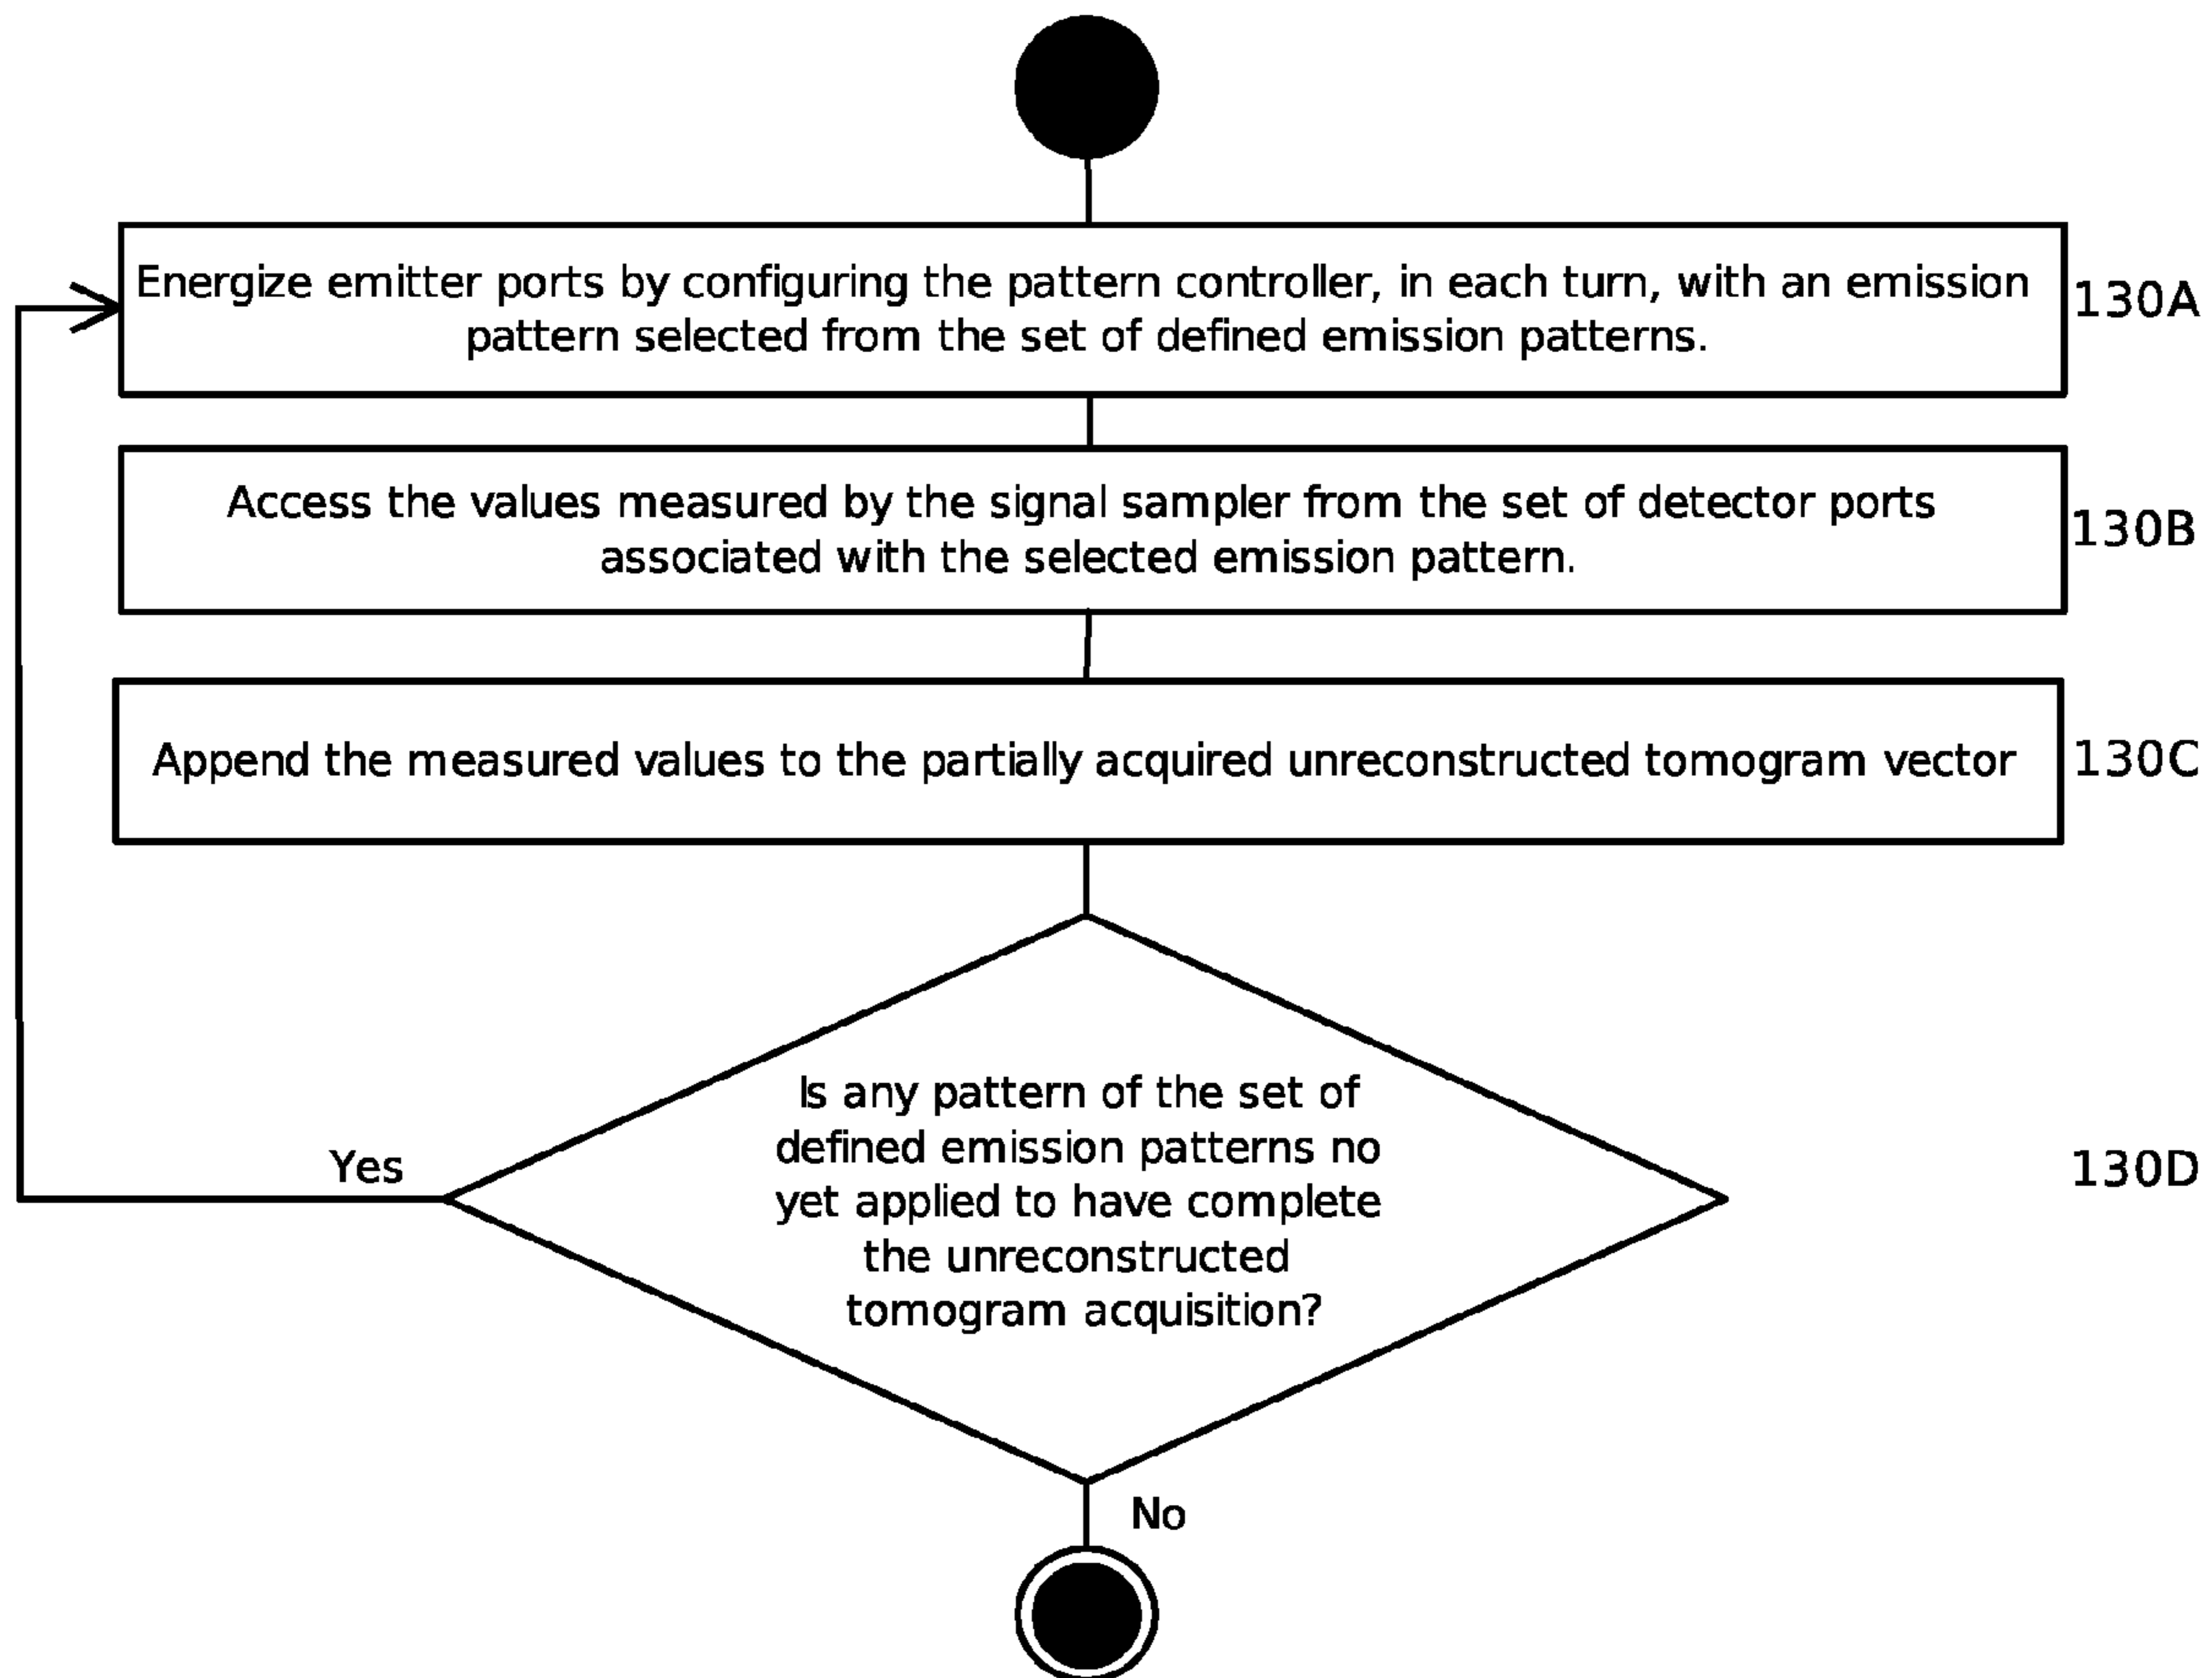 Energize emitter ports by configuring the pattern controller, in each turn, with an emission
pattern selected from the set of defined emission patterns.
130A
Access the values measured by the signal sampler from the set of detector ports
associated with the selected emission pattern.
130B
Append the measured values to the partially acquired unreconstructed tomogram vector
130C
Is any pattern of the set of
defined emission patterns no
yet applied to have complete
the unreconstructed
tomogram acquisition?
Yes
130D
No